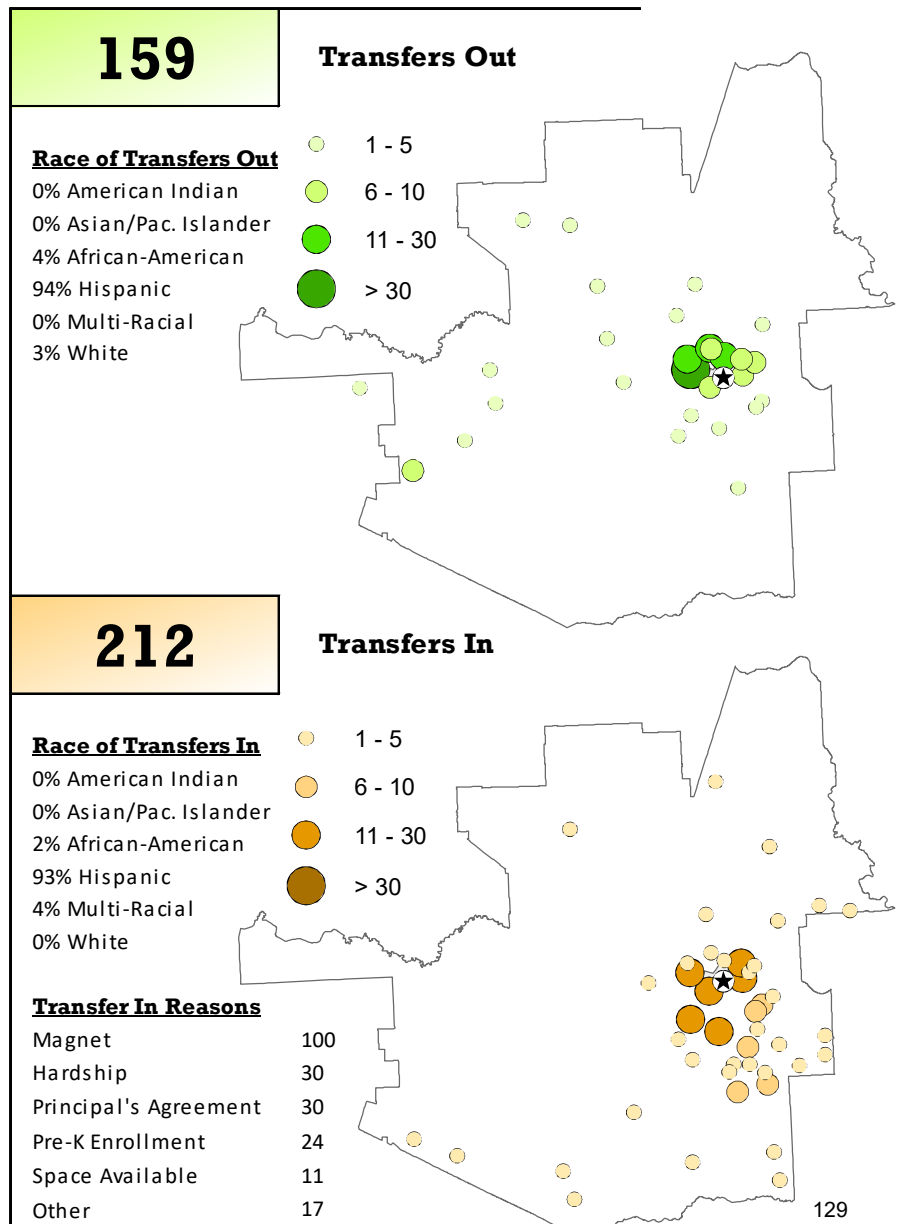 159
Transfers Out
Race of Transfers Out
0% American Indian
0% Asian/Pac. Islander
4% African-American
94% Hispanic
0% Multi-Racial
3% White
1 - 5
6 - 10
11 - 30
> 30
212
Transfers In
Race of Transfers In
0% American Indian
0% Asian/Pac. Islander
2% African-American
93% Hispanic
4% Multi-Racial
0% White
1 - 5
6 - 10
11 - 30
> 30
Transfer In Reasons
Magnet 100
Hardship 30
Principal's Agreement 30
Pre-K Enrollment 24
Space Available 11
Other 17
129